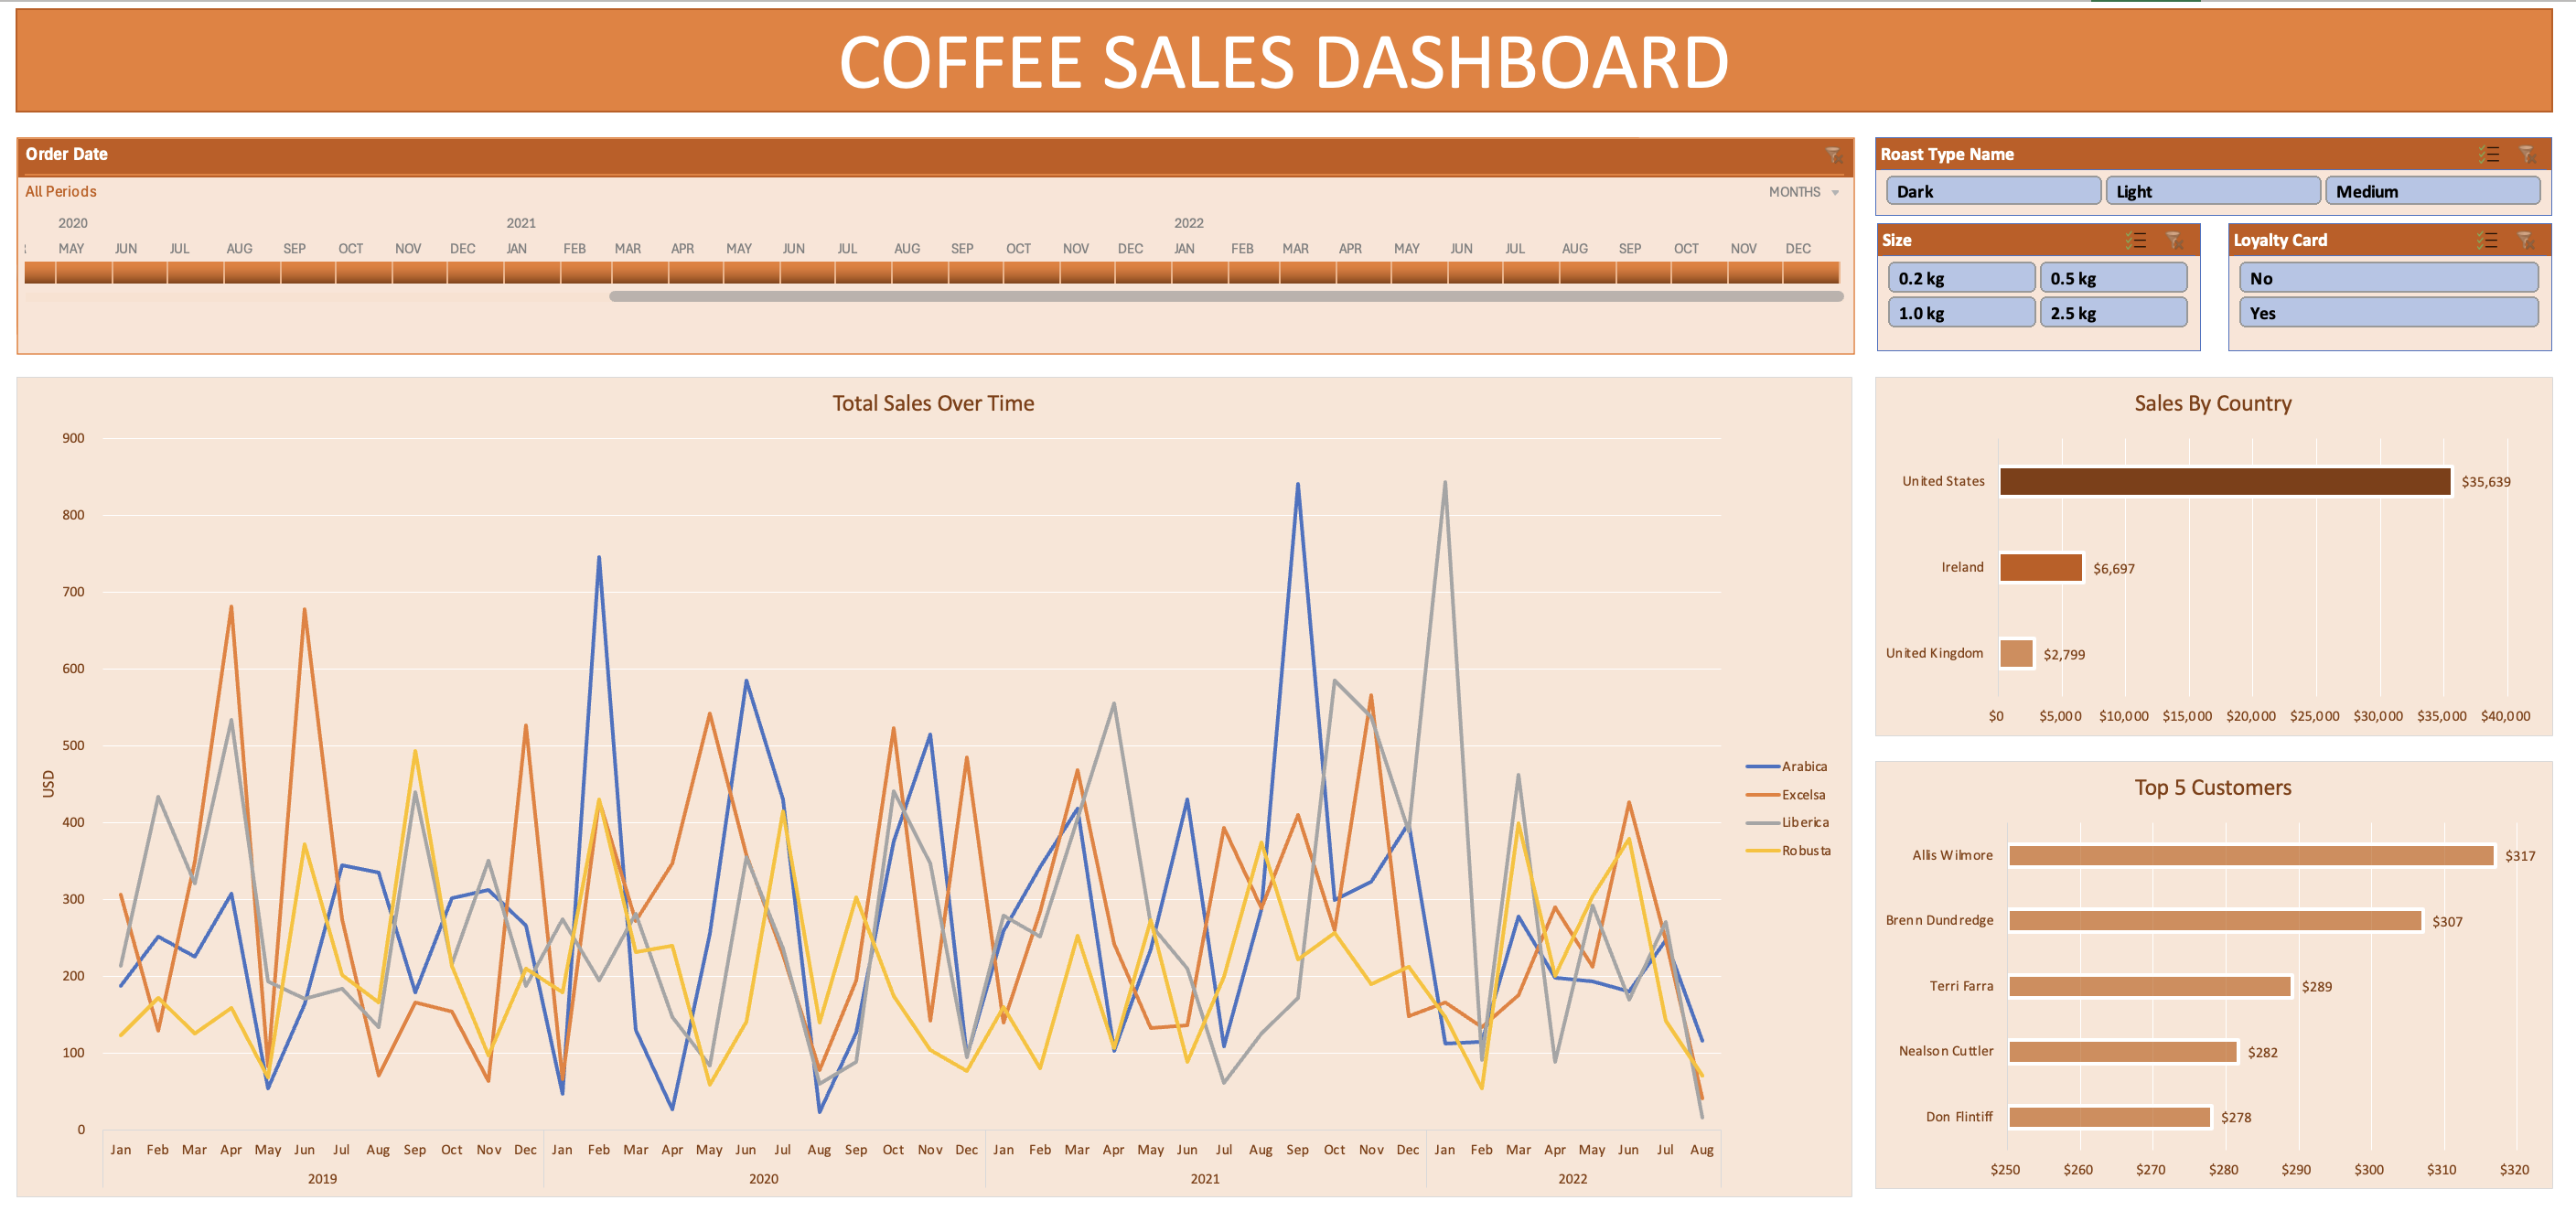 COFFEE SALES DASHBOARD
Order Date
All Periods
MONTHS
2020 2021 2022
MAY JUN JUL AUG SEP OCT NOV DEC JAN FEB MAR APR MAY JUN JUL AUG SEP OCT NOV DEC JAN FEB MAR APR MAY JUN JUL AUG SEP OCT NOV DEC
Roast Type Name
Dark Light Medium
Size
0.2 kg 0.5 kg
1.0 kg 2.5 kg
Loyalty Card
No
Yes
Total Sales Over Time
900
800
700
600
500
400
300
200
100
0
USD
Jan Feb Mar Apr May Jun Jul Aug Sep Oct Nov Dec Jan Feb Mar Apr May Jun Jul Aug Sep Oct Nov Dec Jan Feb Mar Apr May Jun Jul Aug Sep Oct Nov Dec Jan Feb Mar Apr May Jun Jul Aug
2019 2020 2021 2022
Arabica
Excelsa
Liberica
Robusta
Sales By Country
United States $35,639
Ireland $6,697
United Kingdom $2,799
$0 $5,000 $10,000 $15,000 $20,000 $25,000 $30,000 $35,000 $40,000
Top 5 Customers
Allis Wilmore $317
Brenn Dundredge $307
Terri Farra $289
Nealson Cuttler $282
Don Flintiff $278
$250 $260 $270 $280 $290 $300 $310 $320